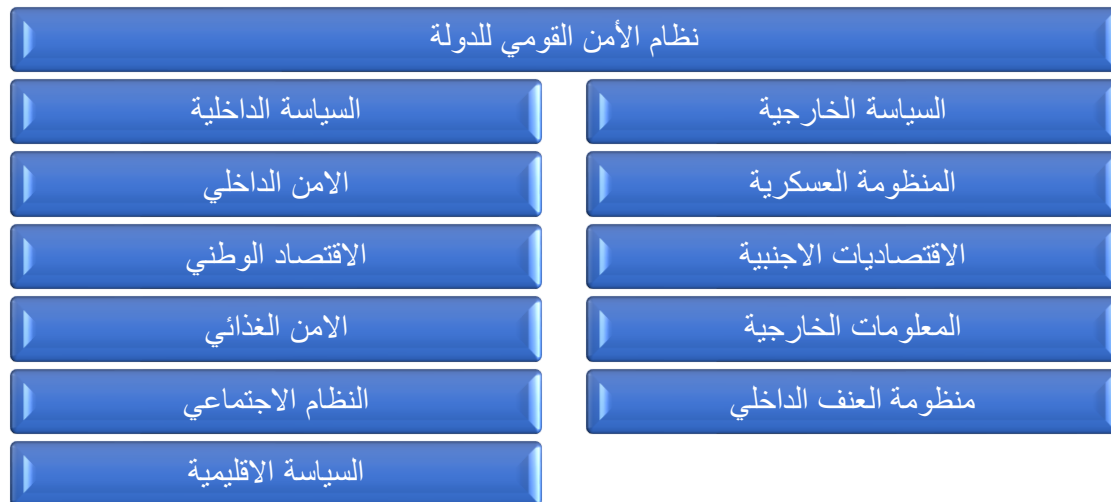 نظام الأمن القومي للدولة
السياسة الخارجية
المنظومة العسكرية
الاقتصاديات الاجنبية
المعلومات الخارجية
منظومة العنف الداخلي
السياسة الداخلية
الامن الداخلي
الاقتصاد الوطني
الامن الغذائي
النظام الاجتماعي
السياسة الاقليمية